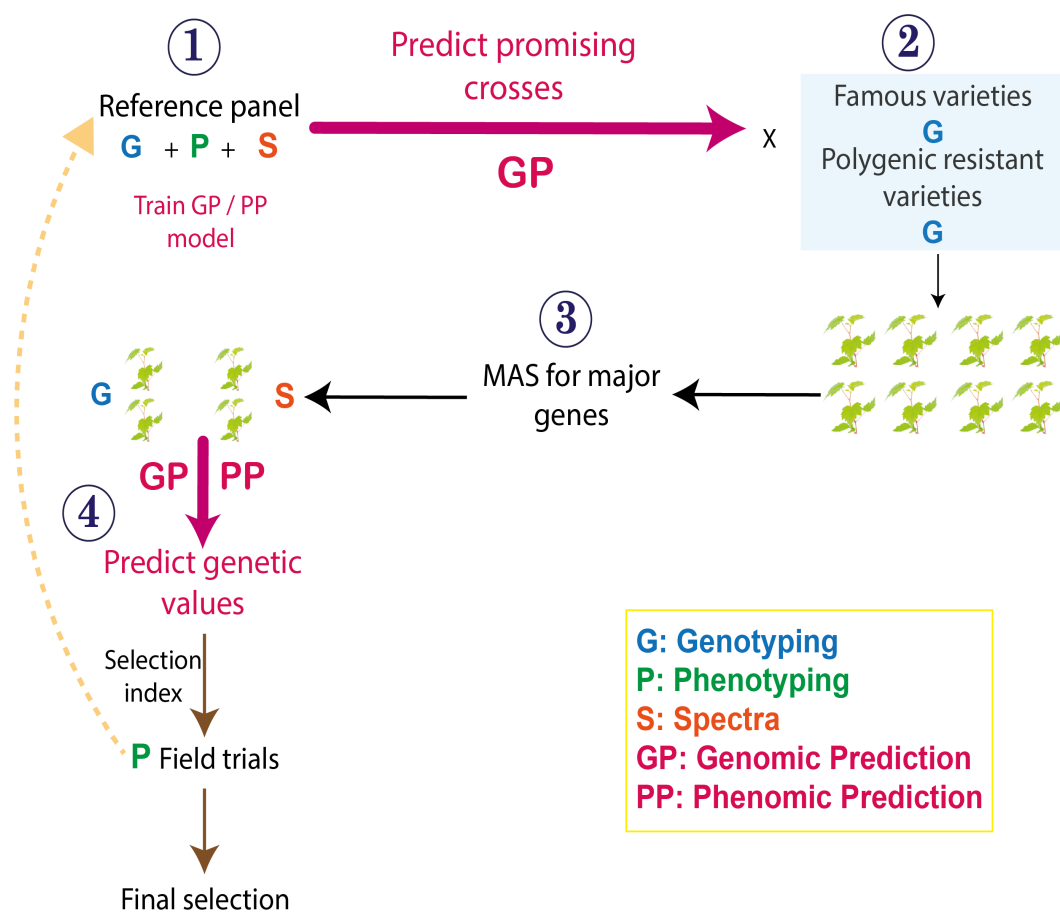 1
Reference panel
G + P + S
Train GP / PP
model
Predict promising
crosses
GP
X
2
Famous varieties
G
Polygenic resistant
varieties
G
3
MAS for major
genes
G
S
GP
PP
4
Predict genetic
values
Selection
index
P Field trials
Final selection
G: Genotyping
P: Phenotyping
S: Spectra
GP: Genomic Prediction
PP: Phenomic Prediction